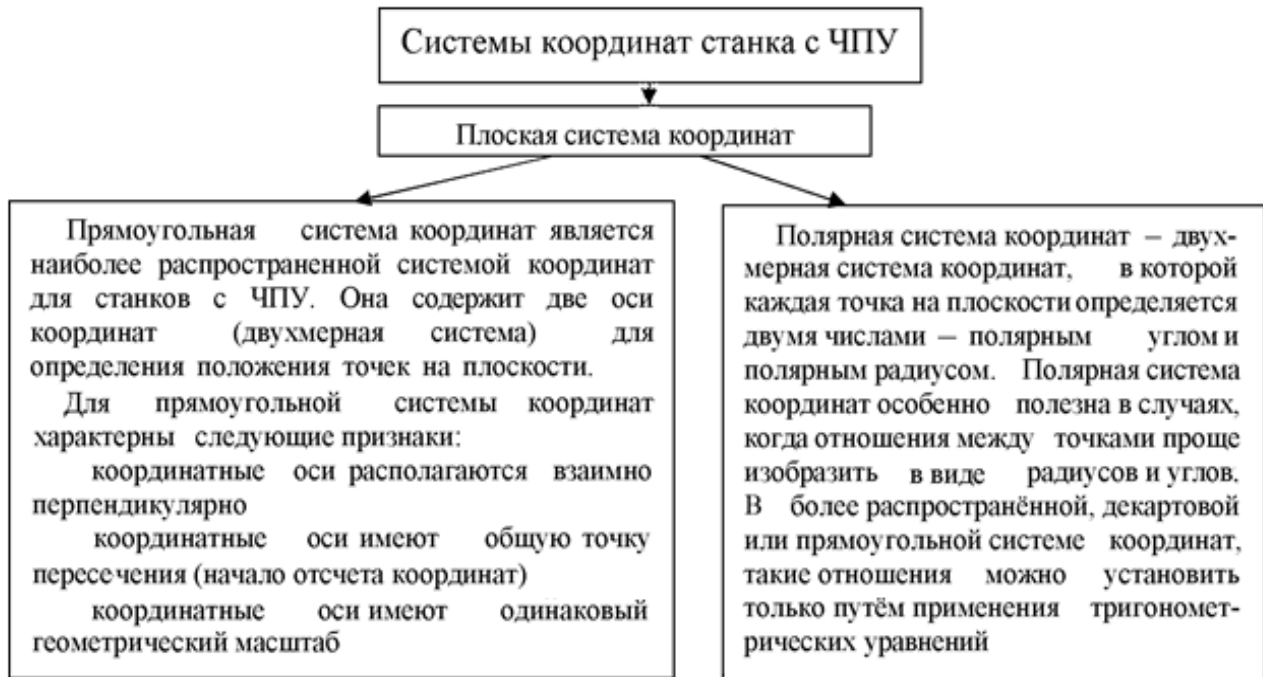 Системы координат станка с ЧПУ
Плоская система координат
Прямоугольная система координат является
наиболее распространенной системой координат
для станков с ЧПУ. Она содержит две оси
координат (двухмерная система) для
определения положения точек на плоскости.
Для прямоугольной системы координат
характерны следующие признаки:
координатные оси располагаются взаимно
перпендикулярно
координатные оси имеют общую точку
пересечения (начало отсчета координат)
координатные оси имеют одинаковый
геометрический масштаб
Полярная система координат – двух-
мерная система координат, в которой
каждая точка на плоскости определяется
двумя числами – полярным углом и
полярным радиусом. Полярная система
координат особенно полезна в случаях,
когда отношения между точками проще
изобразить в виде радиусов и углов.
В более распространённой, декартовой
или прямоугольной системе координат,
такие отношения можно установить
только путём применения тригономет-
рических уравнений